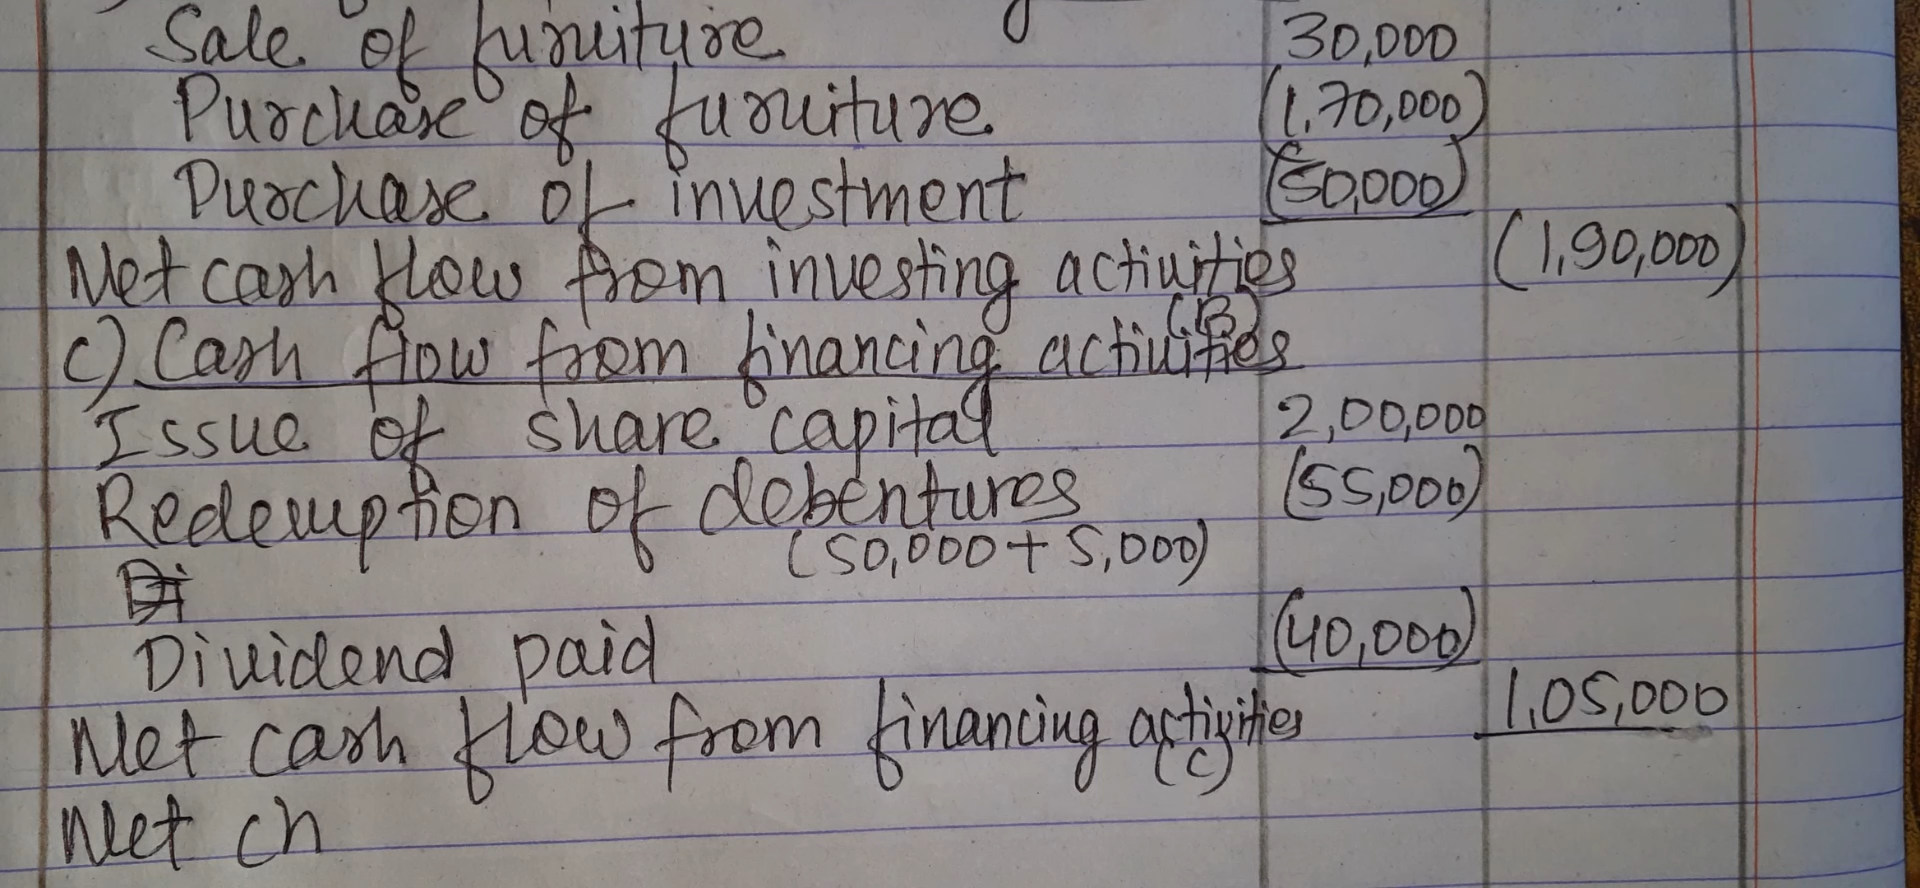 Sale of furniture 30,000
Purchase of furniture (1,70,000)
Purchase of investment (50,000)
Net cash flow from investing activities (B) (1,90,000)
C) Cash flow from financing activities
Issue of share capital 2,00,000
Redemption of debentures (55,000)
(50,000 + 5,000)
Dividend paid (40,000)
Net cash flow from financing activities (C) 1,05,000
Net ch